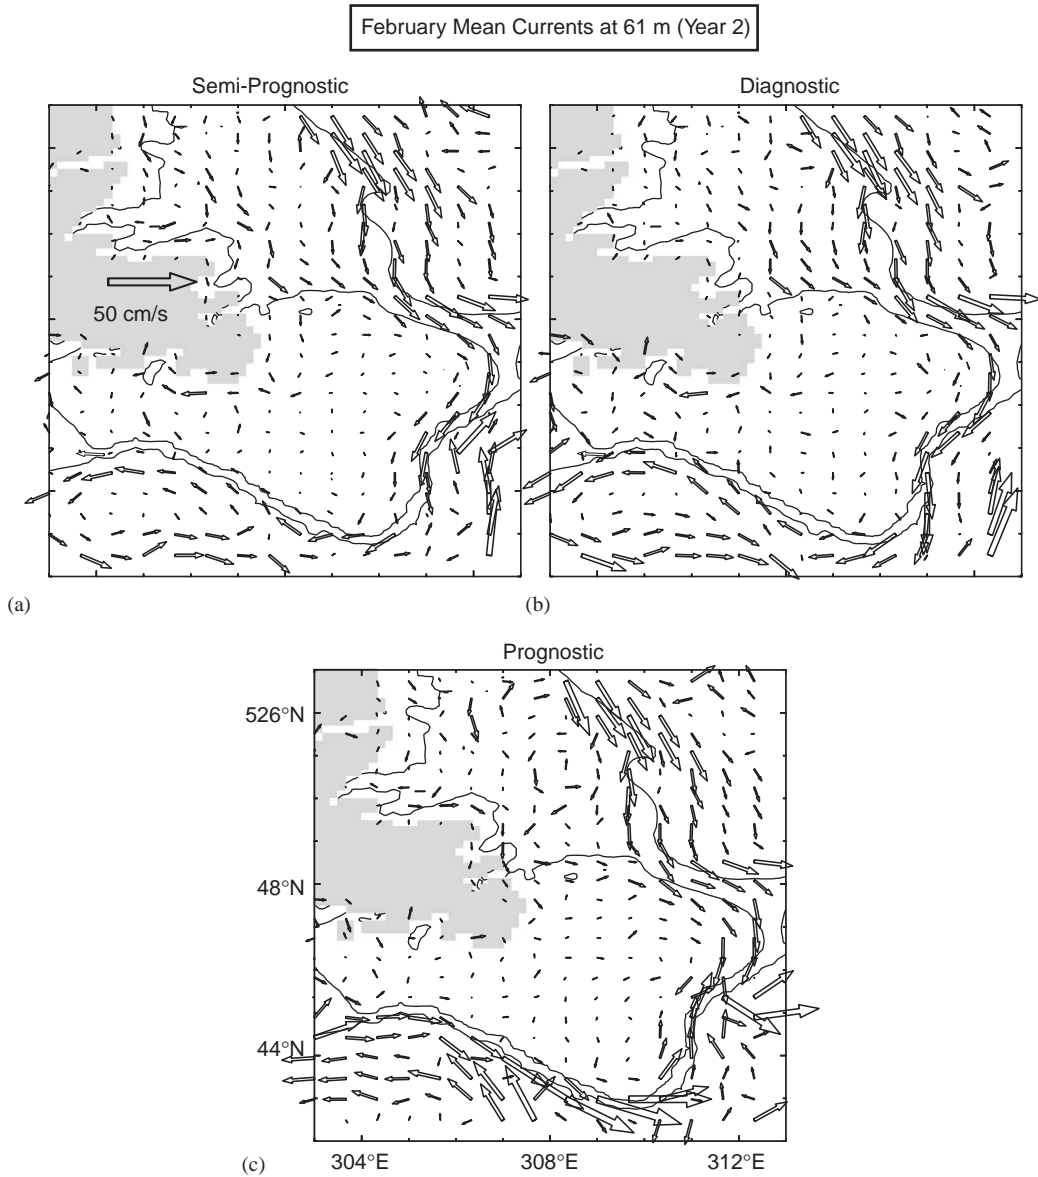 February Mean Currents at 61 m (Year 2)
Semi-Prognostic
Diagnostic
50 cm/s
(a)
(b)
Prognostic
526°N
48°N
44°N
304°E
308°E
312°E
(c)